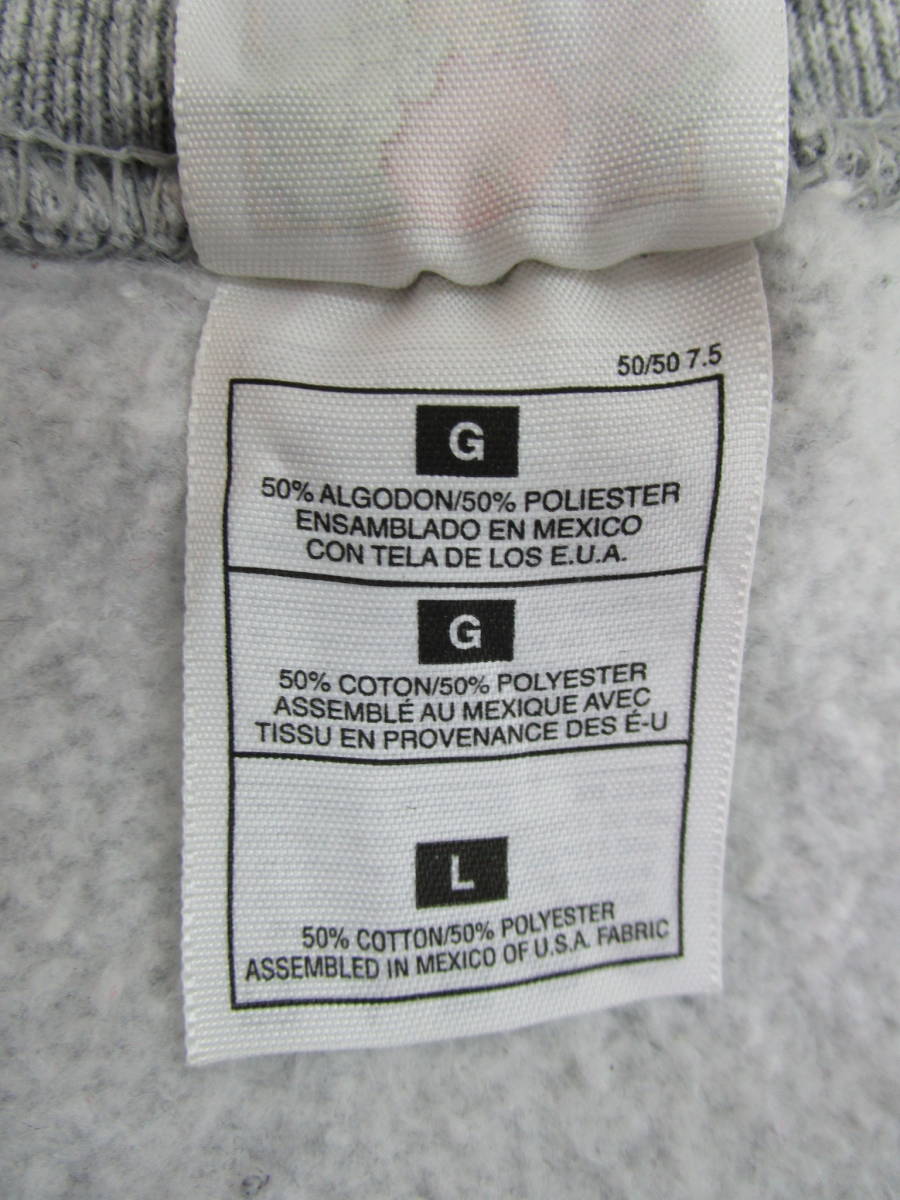 50/50 7.5
G
50% ALGODON/50% POLIESTER
ENSAMBLADO EN MEXICO
CON TELA DE LOS E.U.A.
G
50% COTON/50% POLYESTER
ASSEMBLÉ AU MEXIQUE AVEC
TISSU EN PROVENANCE DES É-U
L
50% COTTON/50% POLYESTER
ASSEMBLED IN MEXICO OF U.S.A. FABRIC